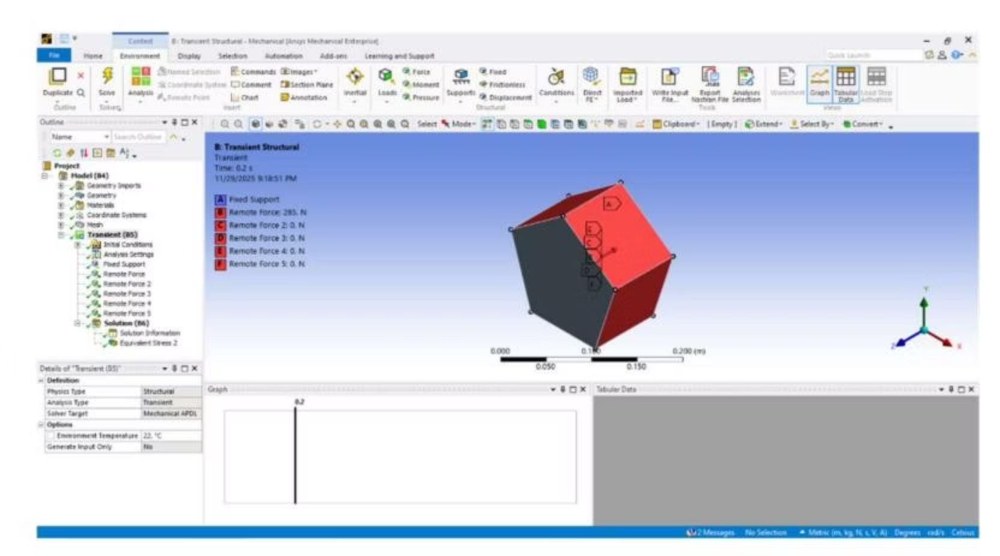 Context B: Transient Structural - Mechanical [Ansys Mechanical Enterprise]
File Home Environment Display Selection Automation Add-ons Learning and Support Quick Launch
Duplicate
Outline
Solve
Solver
Analysis
Named Selection Commands Images
Coordinate System Comment Section Plane
Remote Point Chart Annotation
Insert
Inertial
Loads
Force
Moment
Pressure
Supports
Fixed
Frictionless
Displacement
Structural
Conditions
Direct FE
Imported Load
Write Input File...
Export Nastran File
Analyses Selection
Tools
Worksheet
Graph
Tabular Data
Load Step Activation
Views
Outline
Name Search Outline
Select Mode Clipboard [Empty] Extend Select By Convert
Project
Model (B4)
Geometry Imports
Geometry
Materials
Coordinate Systems
Mesh
Transient (B5)
Initial Conditions
Analysis Settings
Fixed Support
Remote Force
Remote Force 2
Remote Force 3
Remote Force 4
Remote Force 5
Solution (B6)
Solution Information
Equivalent Stress 2
B: Transient Structural
Transient
Time: 0.2 s
11/29/2025 9:18:51 PM
A Fixed Support
B Remote Force: 285. N
C Remote Force 2: 0. N
D Remote Force 3: 0. N
E Remote Force 4: 0. N
F Remote Force 5: 0. N
A
E
C
D
F
Y
Z
X
0.000 0.100 0.200 (m)
0.050 0.150
Details of "Transient (B5)"
Definition
Physics Type Structural
Analysis Type Transient
Solver Target Mechanical APDL
Options
Environment Temperature 22. °C
Generate Input Only No
Graph
0.2
Tabular Data
2 Messages No Selection Metric (m, kg, N, s, V, A) Degrees rad/s Celsius